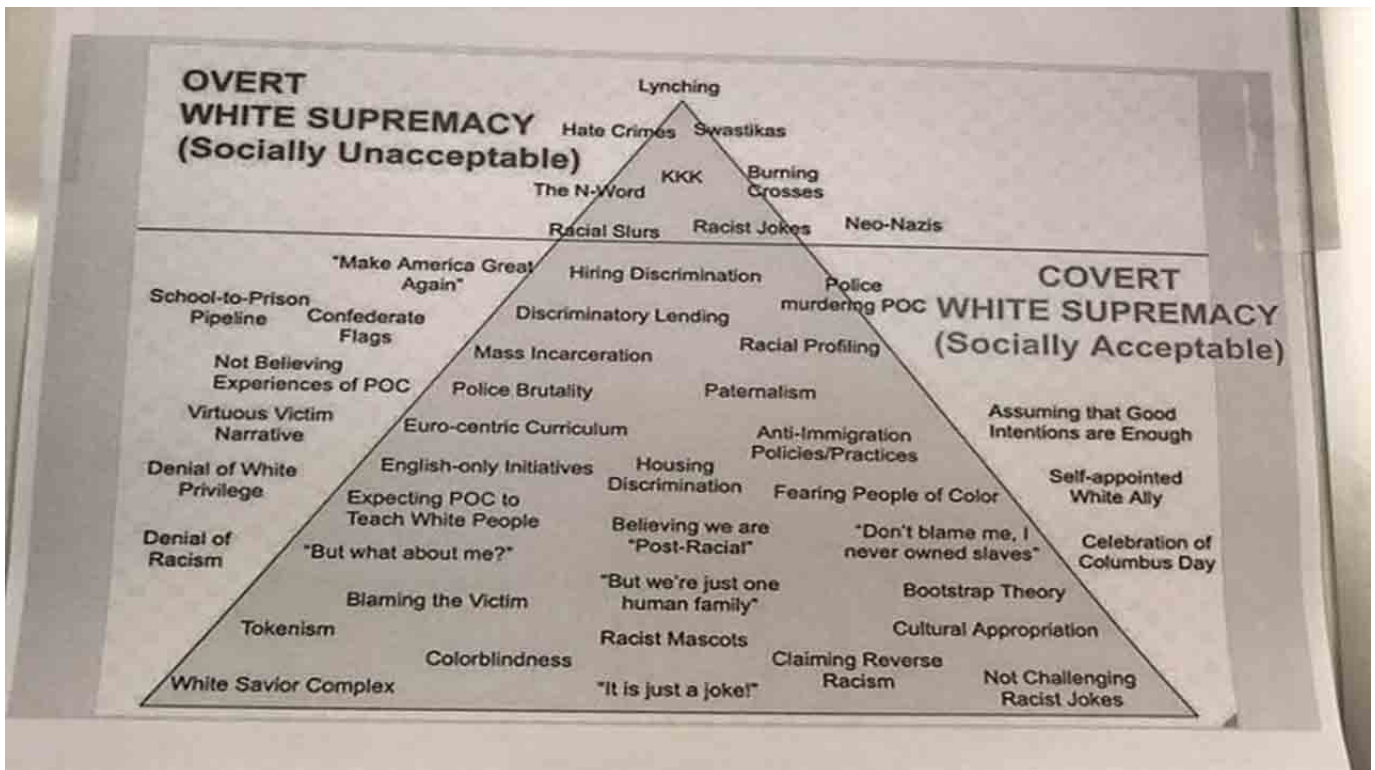 OVERT
WHITE SUPREMACY
(Socially Unacceptable)
Lynching
Hate Crimes
Swastikas
KKK
Burning
Crosses
The N-Word
Racial Slurs
Racist Jokes
Neo-Nazis
COVERT
WHITE SUPREMACY
(Socially Acceptable)
"Make America Great
Again"
Hiring Discrimination
Police
murdering POC
School-to-Prison
Pipeline
Confederate
Flags
Discriminatory Lending
Mass Incarceration
Racial Profiling
Not Believing
Experiences of POC
Police Brutality
Paternalism
Virtuous Victim
Narrative
Euro-centric Curriculum
Anti-Immigration
Policies/Practices
Assuming that Good
Intentions are Enough
Denial of White
Privilege
English-only Initiatives
Housing
Discrimination
Fearing People of Color
Self-appointed
White Ally
Expecting POC to
Teach White People
Believing we are
"Post-Racial"
"Don't blame me, I
never owned slaves"
Denial of
Racism
"But what about me?"
Celebration of
Columbus Day
"But we're just one
human family"
Bootstrap Theory
Blaming the Victim
Tokenism
Racist Mascots
Cultural Appropriation
Colorblindness
Claiming Reverse
Racism
White Savior Complex
"It is just a joke!"
Not Challenging
Racist Jokes